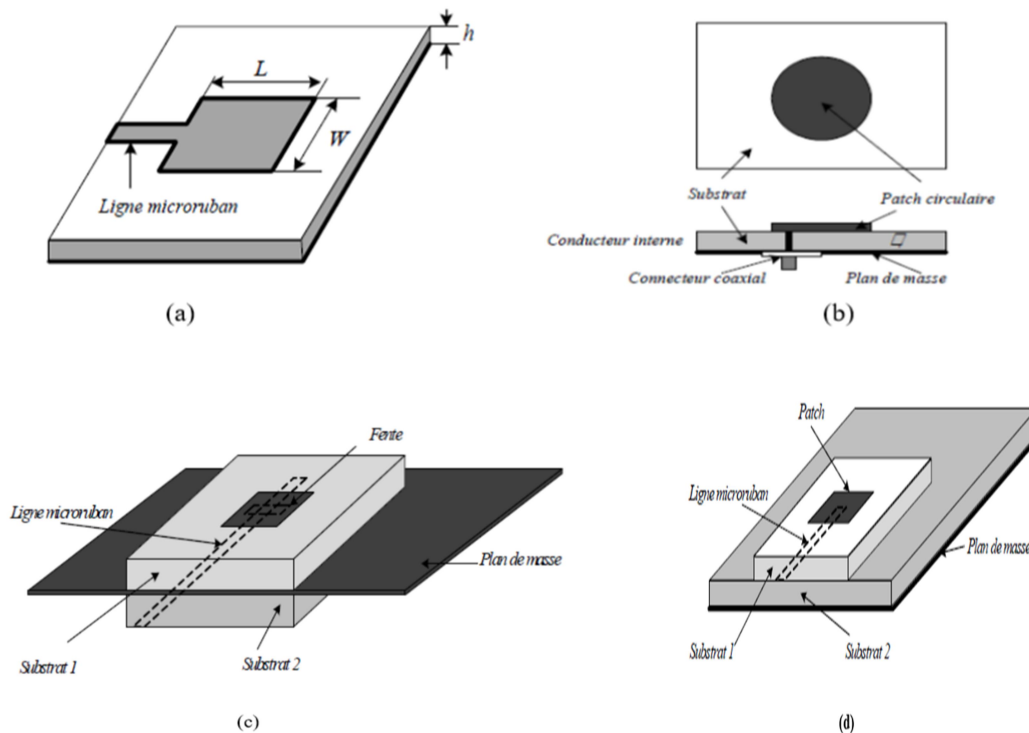 h
L
W
Ligne microruban
(a)
Substrat
Patch circulaire
Conducteur interne
Connecteur coaxial
Plan de masse
(b)
Fente
Ligne microruban
Plan de masse
Substrat 1
Substrat 2
(c)
Patch
Ligne microruban
Plan de masse
Substrat 1
Substrat 2
(d)